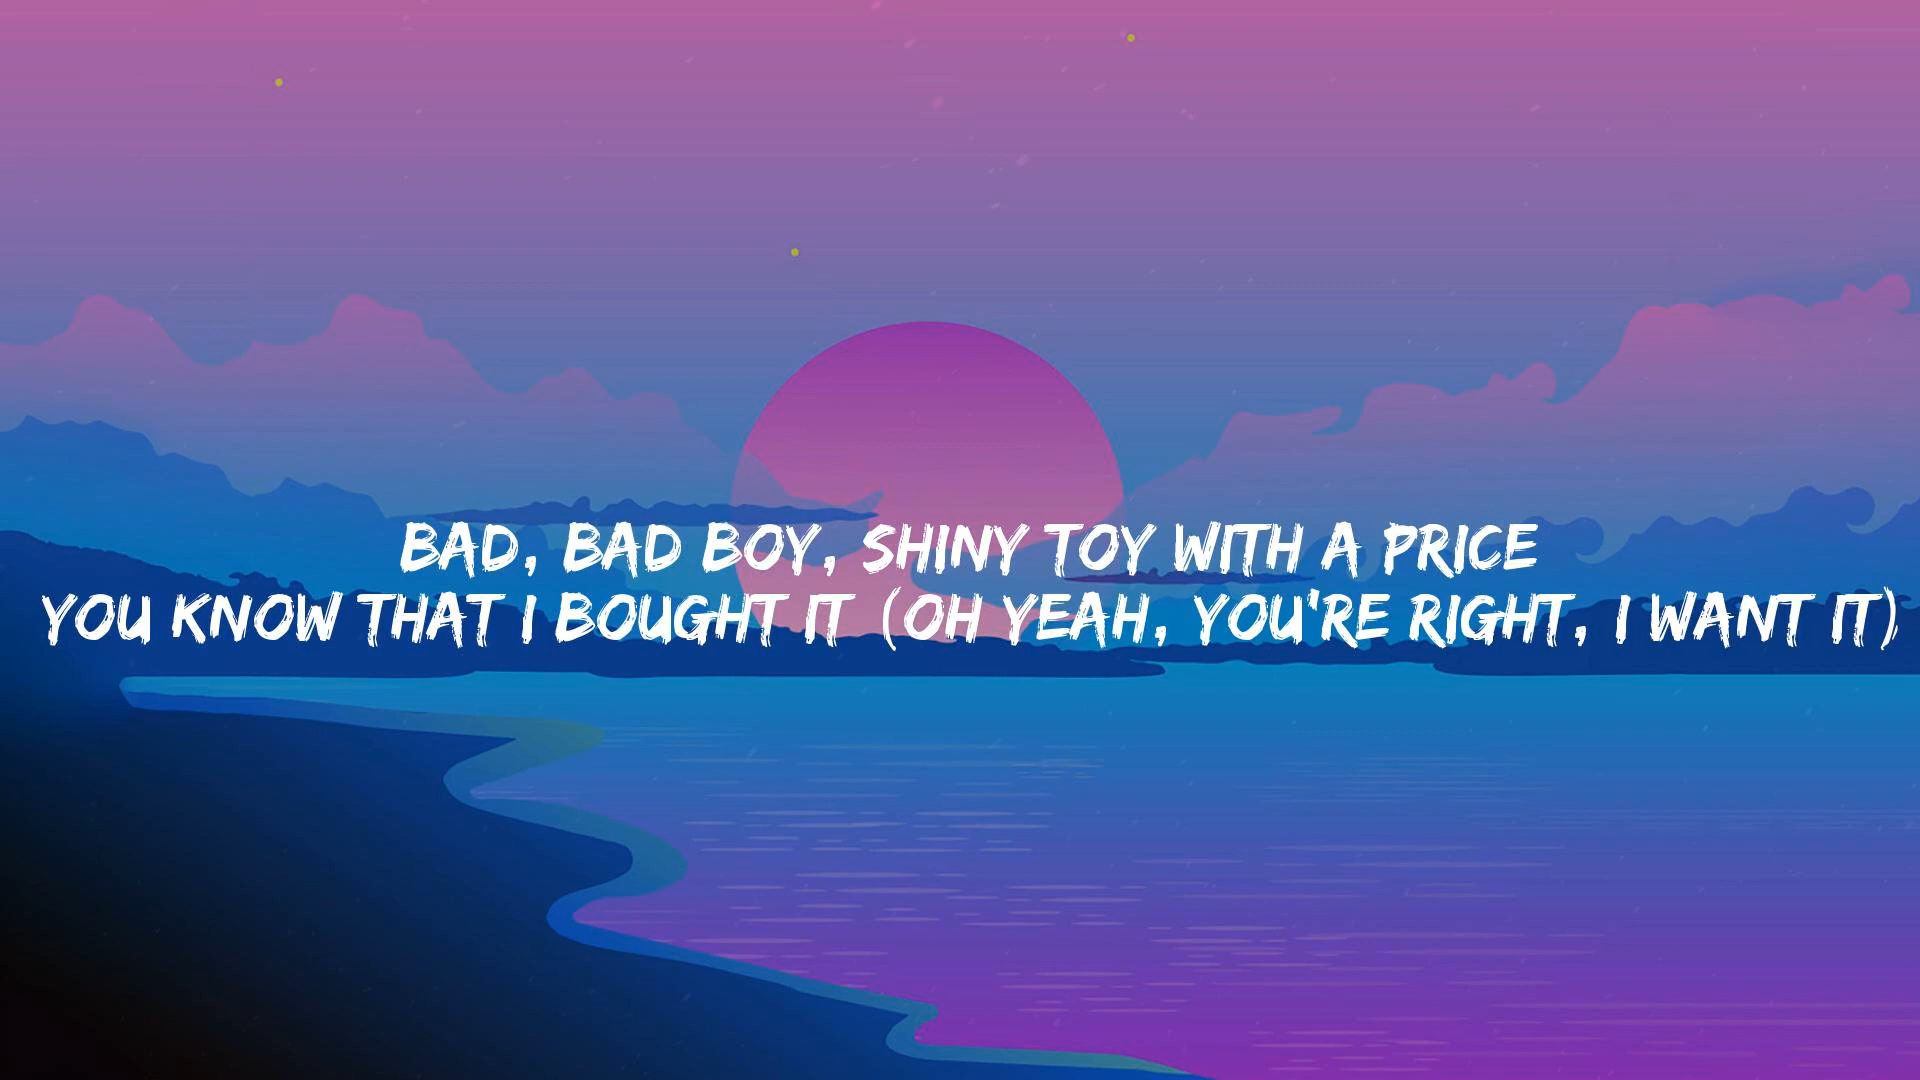 BAD, BAD BOY, SHINY TOY WITH A PRICE
YOU KNOW THAT I BOUGHT IT (OH YEAH, YOU'RE RIGHT, I WANT IT)